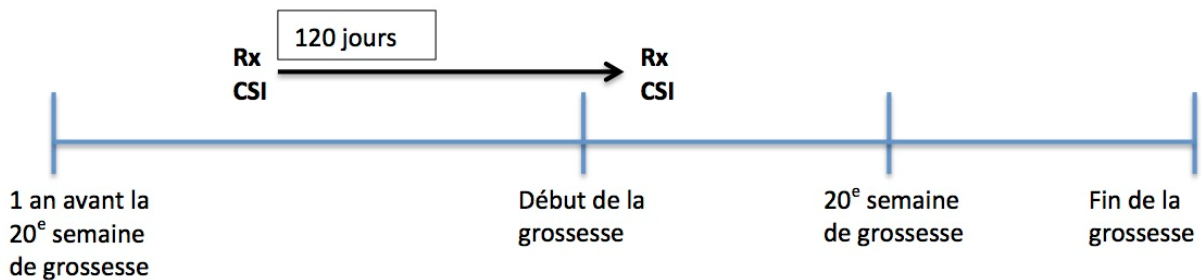 120 jours
Rx
CSI
Rx
CSI
1 an avant la
20e semaine
de grossesse
Début de la
grossesse
20e semaine
de grossesse
Fin de la
grossesse